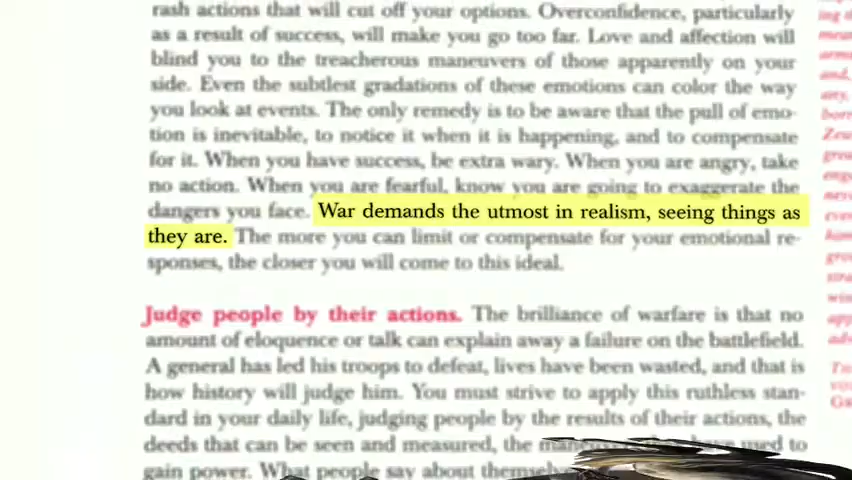 rash actions that will cut off your options. Overconfidence, particularly
as a result of success, will make you go too far. Love and affection will
blind you to the treacherous maneuvers of those apparently on your
side. Even the subtlest gradations of these emotions can color the way
you look at events. The only remedy is to be aware that the pull of emo-
tion is inevitable, to notice it when it is happening, and to compensate
for it. When you have success, be extra wary. When you are angry, take
no action. When you are fearful, know you are going to exaggerate the
dangers you face. War demands the utmost in realism, seeing things as
they are. The more you can limit or compensate for your emotional re-
sponses, the closer you will come to this ideal.
Judge people by their actions. The brilliance of warfare is that no
amount of eloquence or talk can explain away a failure on the battlefield.
A general has led his troops to defeat, lives have been wasted, and that is
how history will judge him. You must strive to apply this ruthless stan-
dard in your daily life, judging people by the results of their actions, the
deeds that can be seen and measured, the maneuvers they have used to
gain power. What people say about